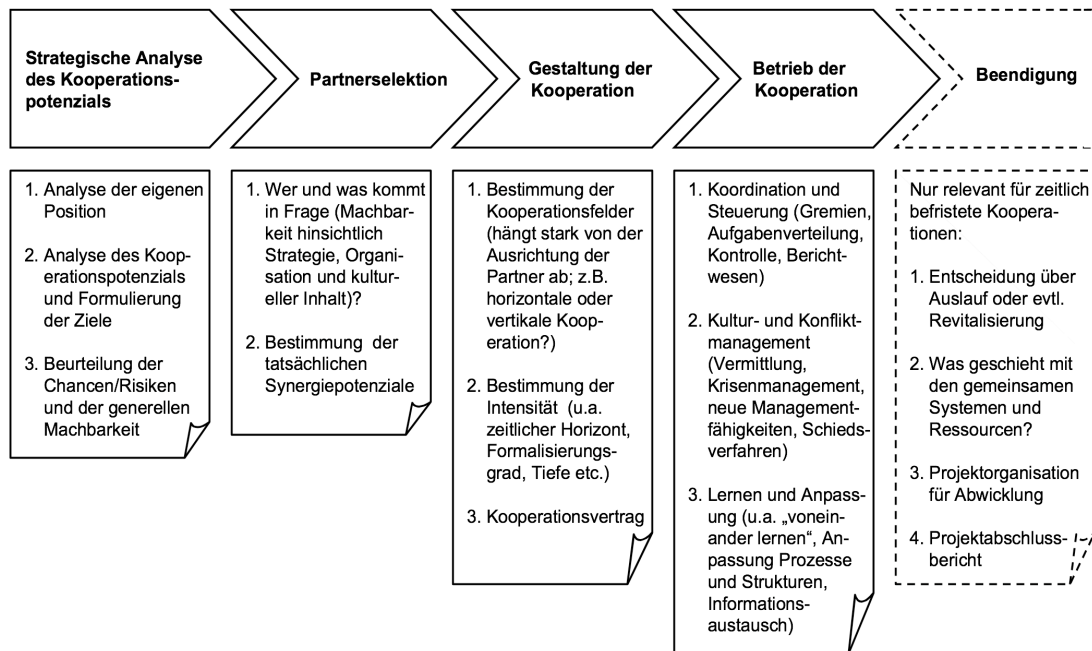 Strategische Analyse
des Kooperations-
potenzials
Partnerselektion
Gestaltung der
Kooperation
Betrieb der
Kooperation
Beendigung
1. Analyse der eigenen
Position
2. Analyse des Koop-
erationspotenzials
und Formulierung
der Ziele
3. Beurteilung der
Chancen/Risiken
und der generellen
Machbarkeit
1. Wer und was kommt
in Frage (Machbar-
keit hinsichtlich
Strategie, Organi-
sation und kultur-
eller Inhalt)?
2. Bestimmung der
tatsächlichen
Synergiepotenziale
1. Bestimmung der
Kooperationsfelder
(hängt stark von der
Ausrichtung der
Partner ab; z.B.
horizontale oder
vertikale Koop-
eration?)
2. Bestimmung der
Intensität (u.a.
zeitlicher Horizont,
Formalisierungs-
grad, Tiefe etc.)
3. Kooperationsvertrag
1. Koordination und
Steuerung (Gremien,
Aufgabenverteilung,
Kontrolle, Bericht-
wesen)
2. Kultur- und Konflikt-
management
(Vermittlung,
Krisenmanagement,
neue Management-
fähigkeiten, Schieds-
verfahren)
3. Lernen und Anpas-
sung (u.a. „vonein-
ander lernen“, An-
passung Prozesse
und Strukturen,
Informations-
austausch)
Nur relevant für zeitlich
befristete Koopera-
tionen:
1. Entscheidung über
Auslauf oder evtl.
Revitalisierung
2. Was geschieht mit
den gemeinsamen
Systemen und
Ressourcen?
3. Projektorganisation
für Abwicklung
4. Projektabschluss-
bericht